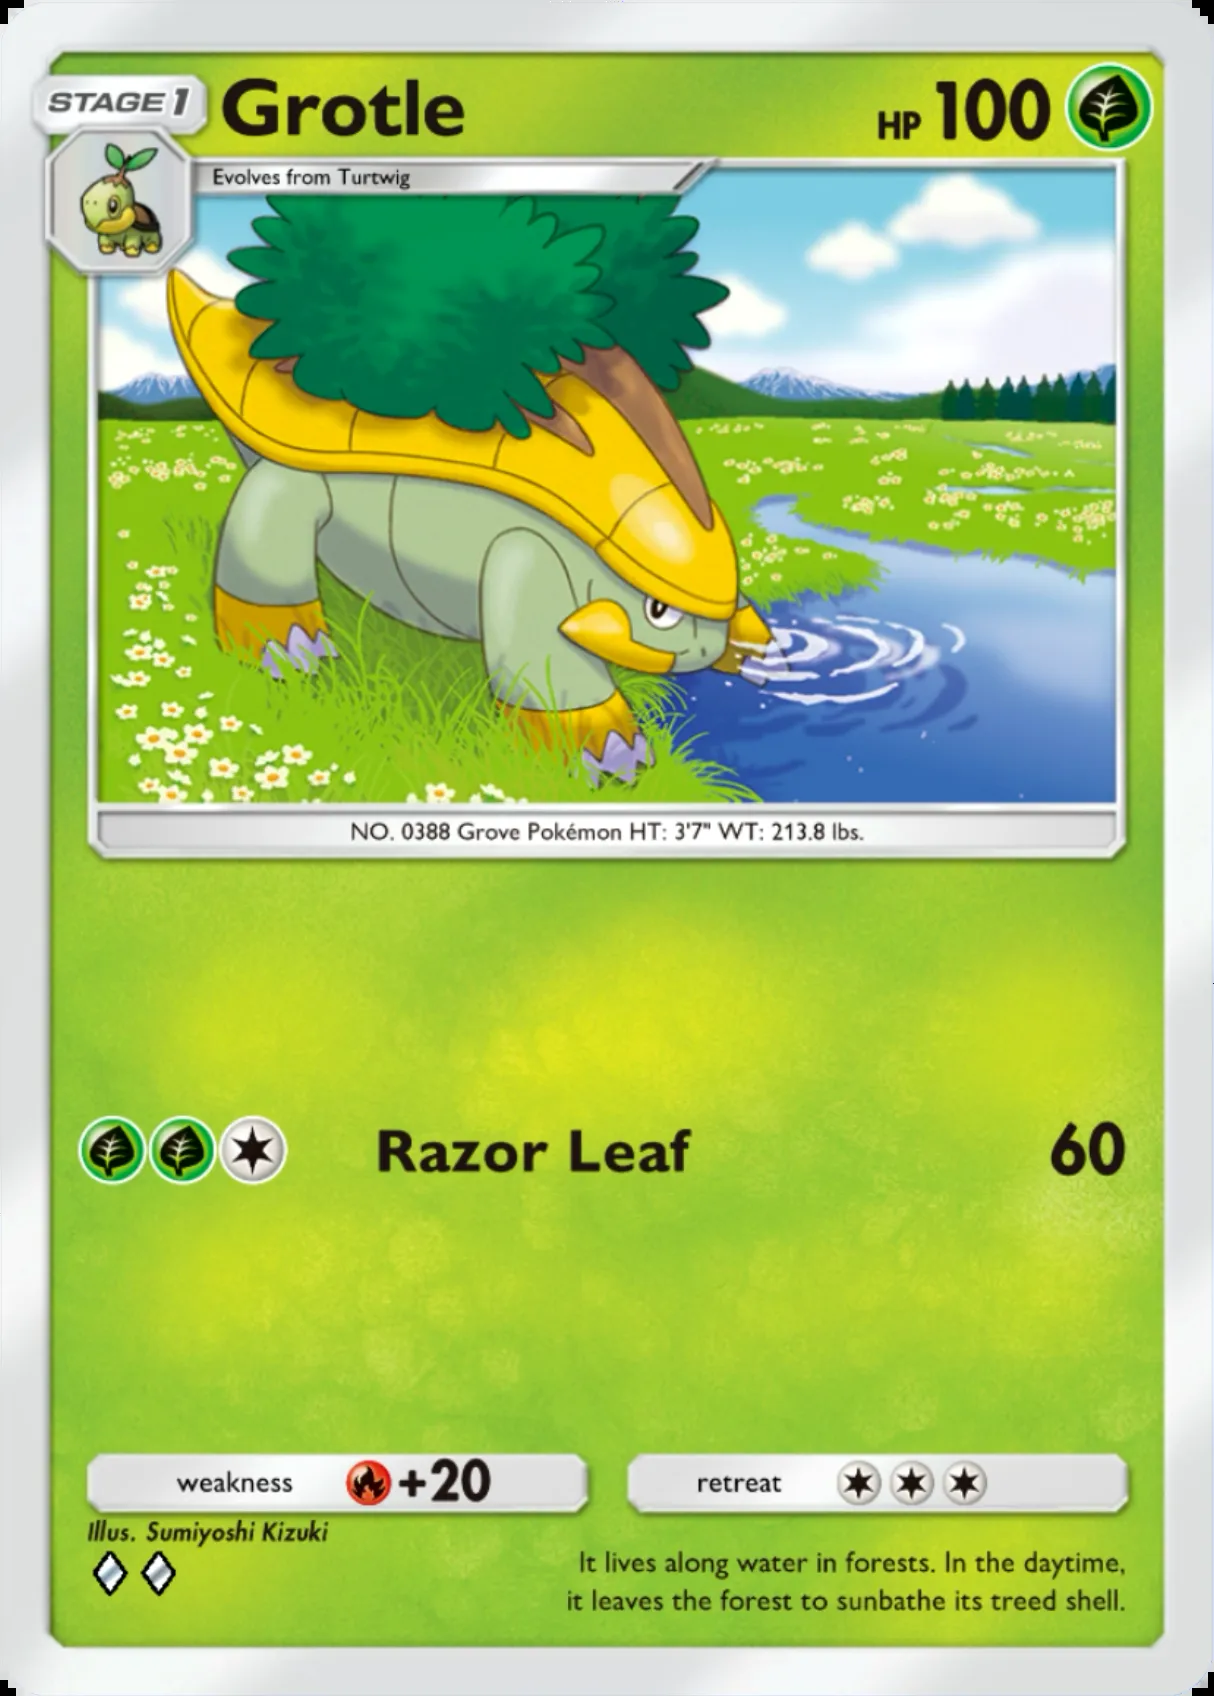 STAGE 1
Grotle
HP 100
Evolves from Turtwig
NO. 0388 Grove Pokémon HT: 3'7" WT: 213.8 lbs.
Razor Leaf 60
weakness +20
retreat
Illus. Sumiyoshi Kizuki
It lives along water in forests. In the daytime,
it leaves the forest to sunbathe its treed shell.